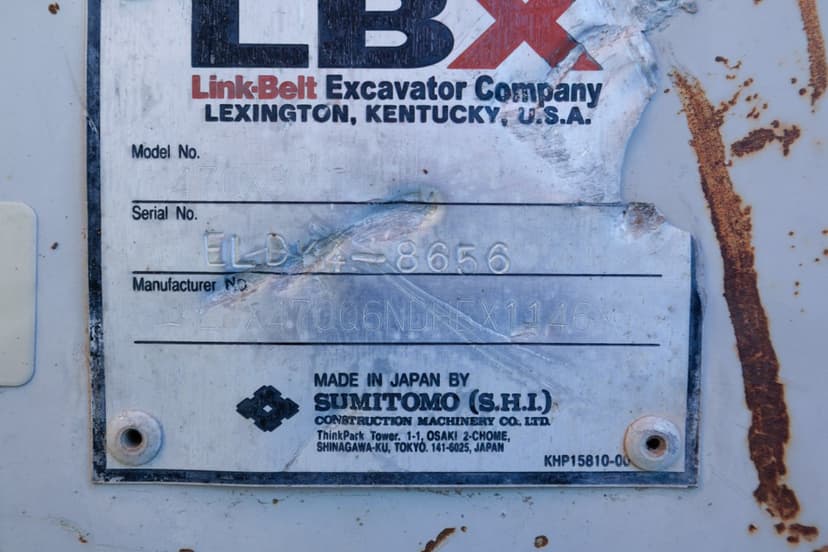 LBX
Link-Belt Excavator Company
LEXINGTON, KENTUCKY, U.S.A.
Model No.
Serial No.
8656
Manufacturer No
MADE IN JAPAN BY
SUMITOMO (S.H.I.)
CONSTRUCTION MACHINERY CO., LTD.
ThinkPark Tower. 1-1, OSAKI 2-CHOME,
SHINAGAWA-KU, TOKYO. 141-6025, JAPAN
KHP15810-00